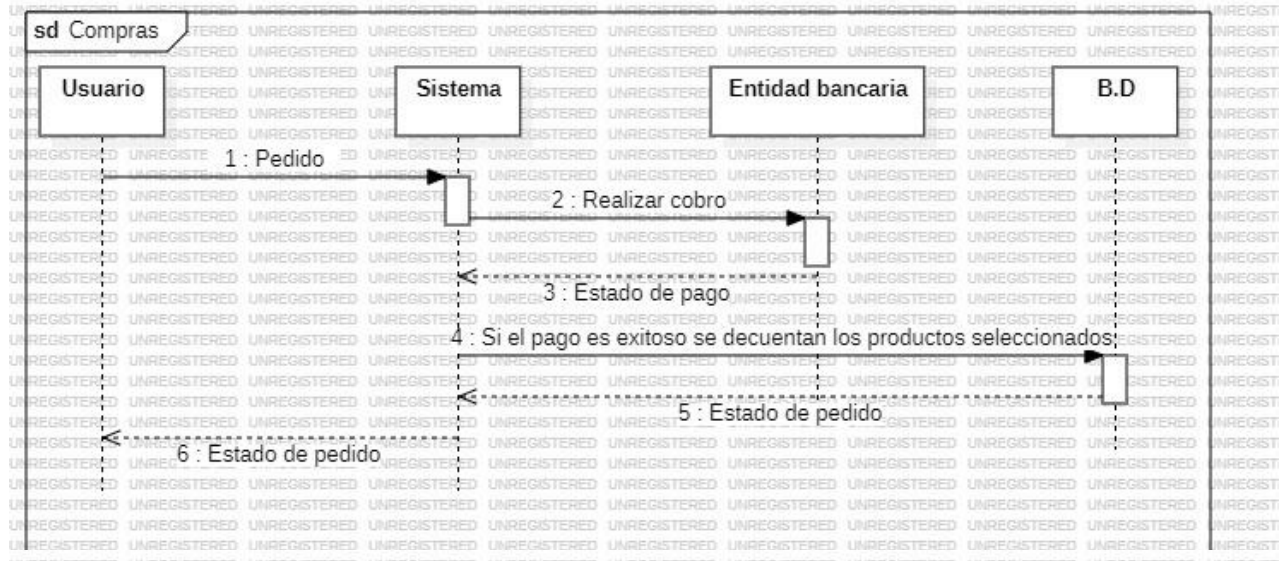 sd Compras
Usuario
Sistema
Entidad bancaria
B.D
1 : Pedido
2 : Realizar cobro
3 : Estado de pago
4 : Si el pago es exitoso se decuentan los productos seleccionados
5 : Estado de pedido
6 : Estado de pedido
UNREGISTERED